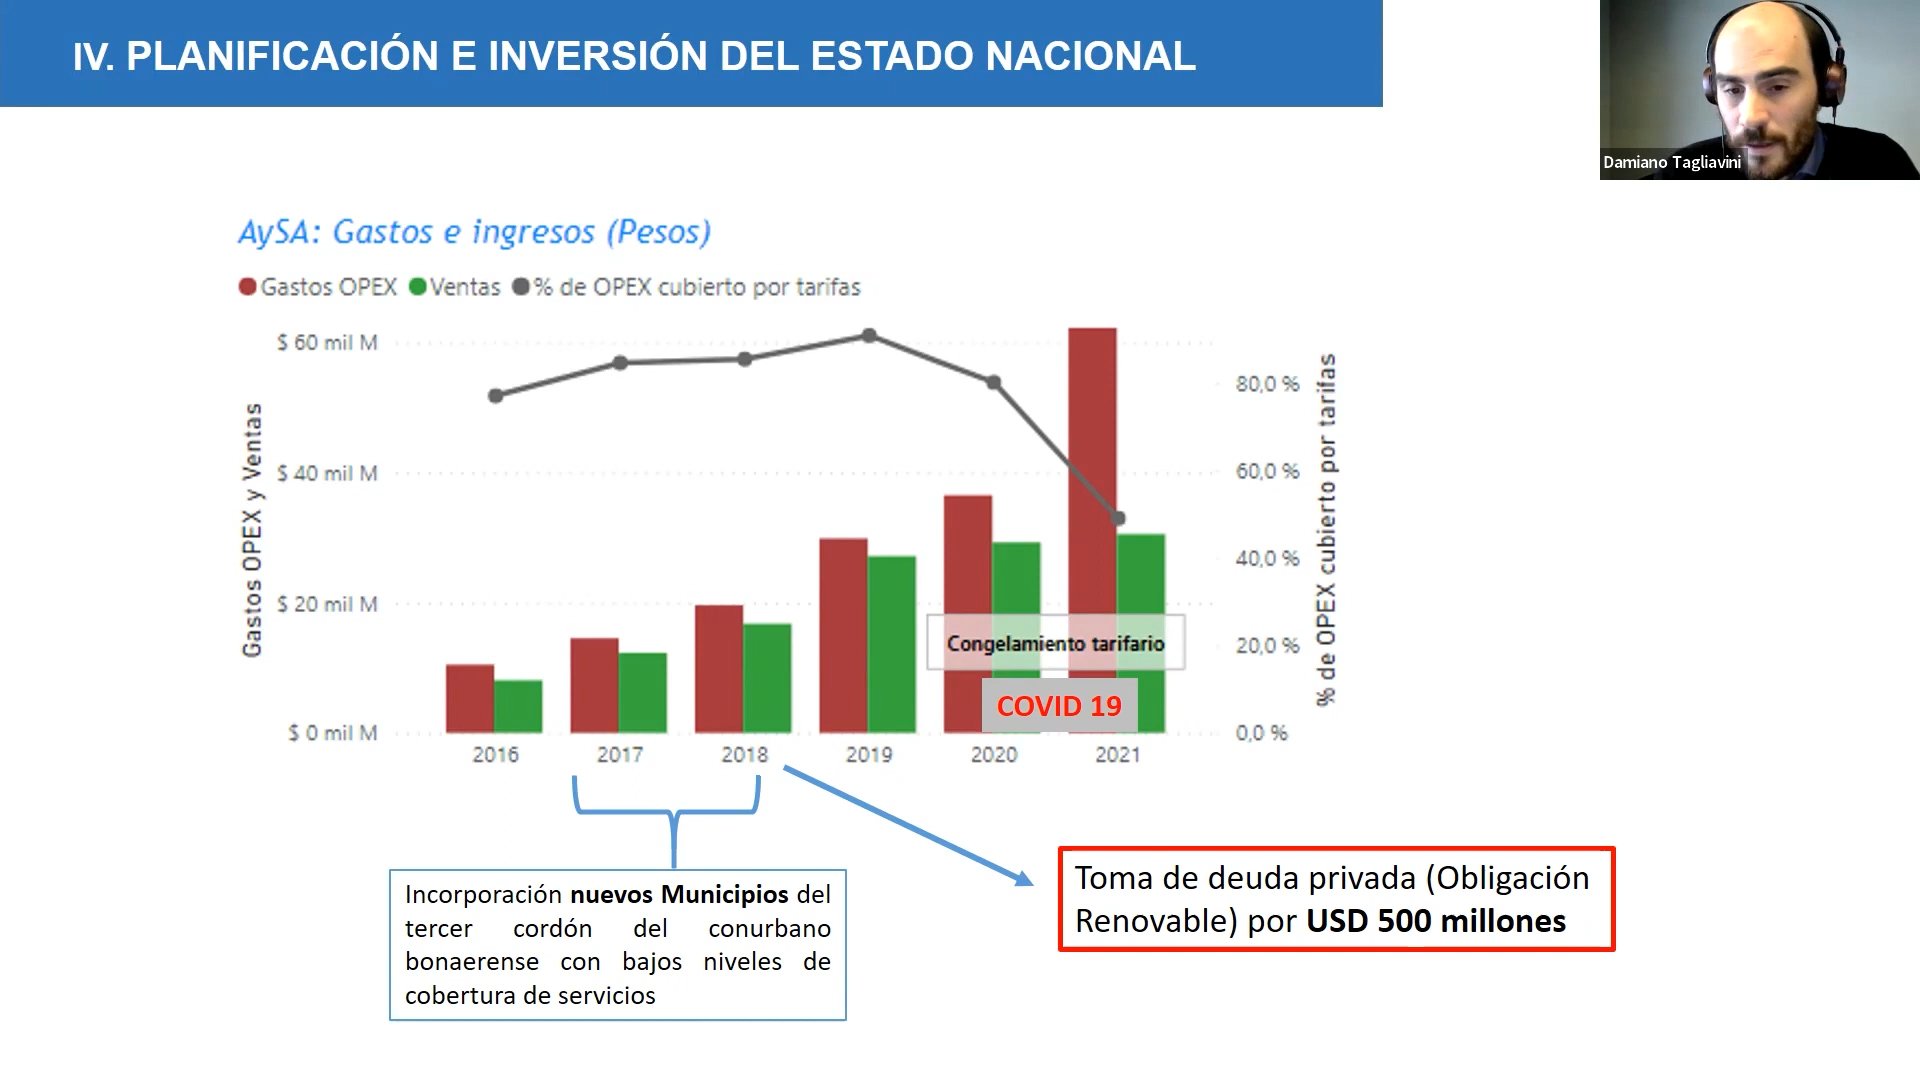 IV. PLANIFICACIÓN E INVERSIÓN DEL ESTADO NACIONAL
Damiano Tagliavini
AySA: Gastos e ingresos (Pesos)
Gastos OPEX Ventas % de OPEX cubierto por tarifas
Gastos OPEX y Ventas
$ 60 mil M
$ 40 mil M
$ 20 mil M
$ 0 mil M
80,0 %
60,0 %
40,0 %
20,0 %
0,0 %
% de OPEX cubierto por tarifas
Congelamiento tarifario
COVID 19
2016 2017 2018 2019 2020 2021
Incorporación nuevos Municipios del
tercer cordón del conurbano
bonaerense con bajos niveles de
cobertura de servicios
Toma de deuda privada (Obligación
Renovable) por USD 500 millones